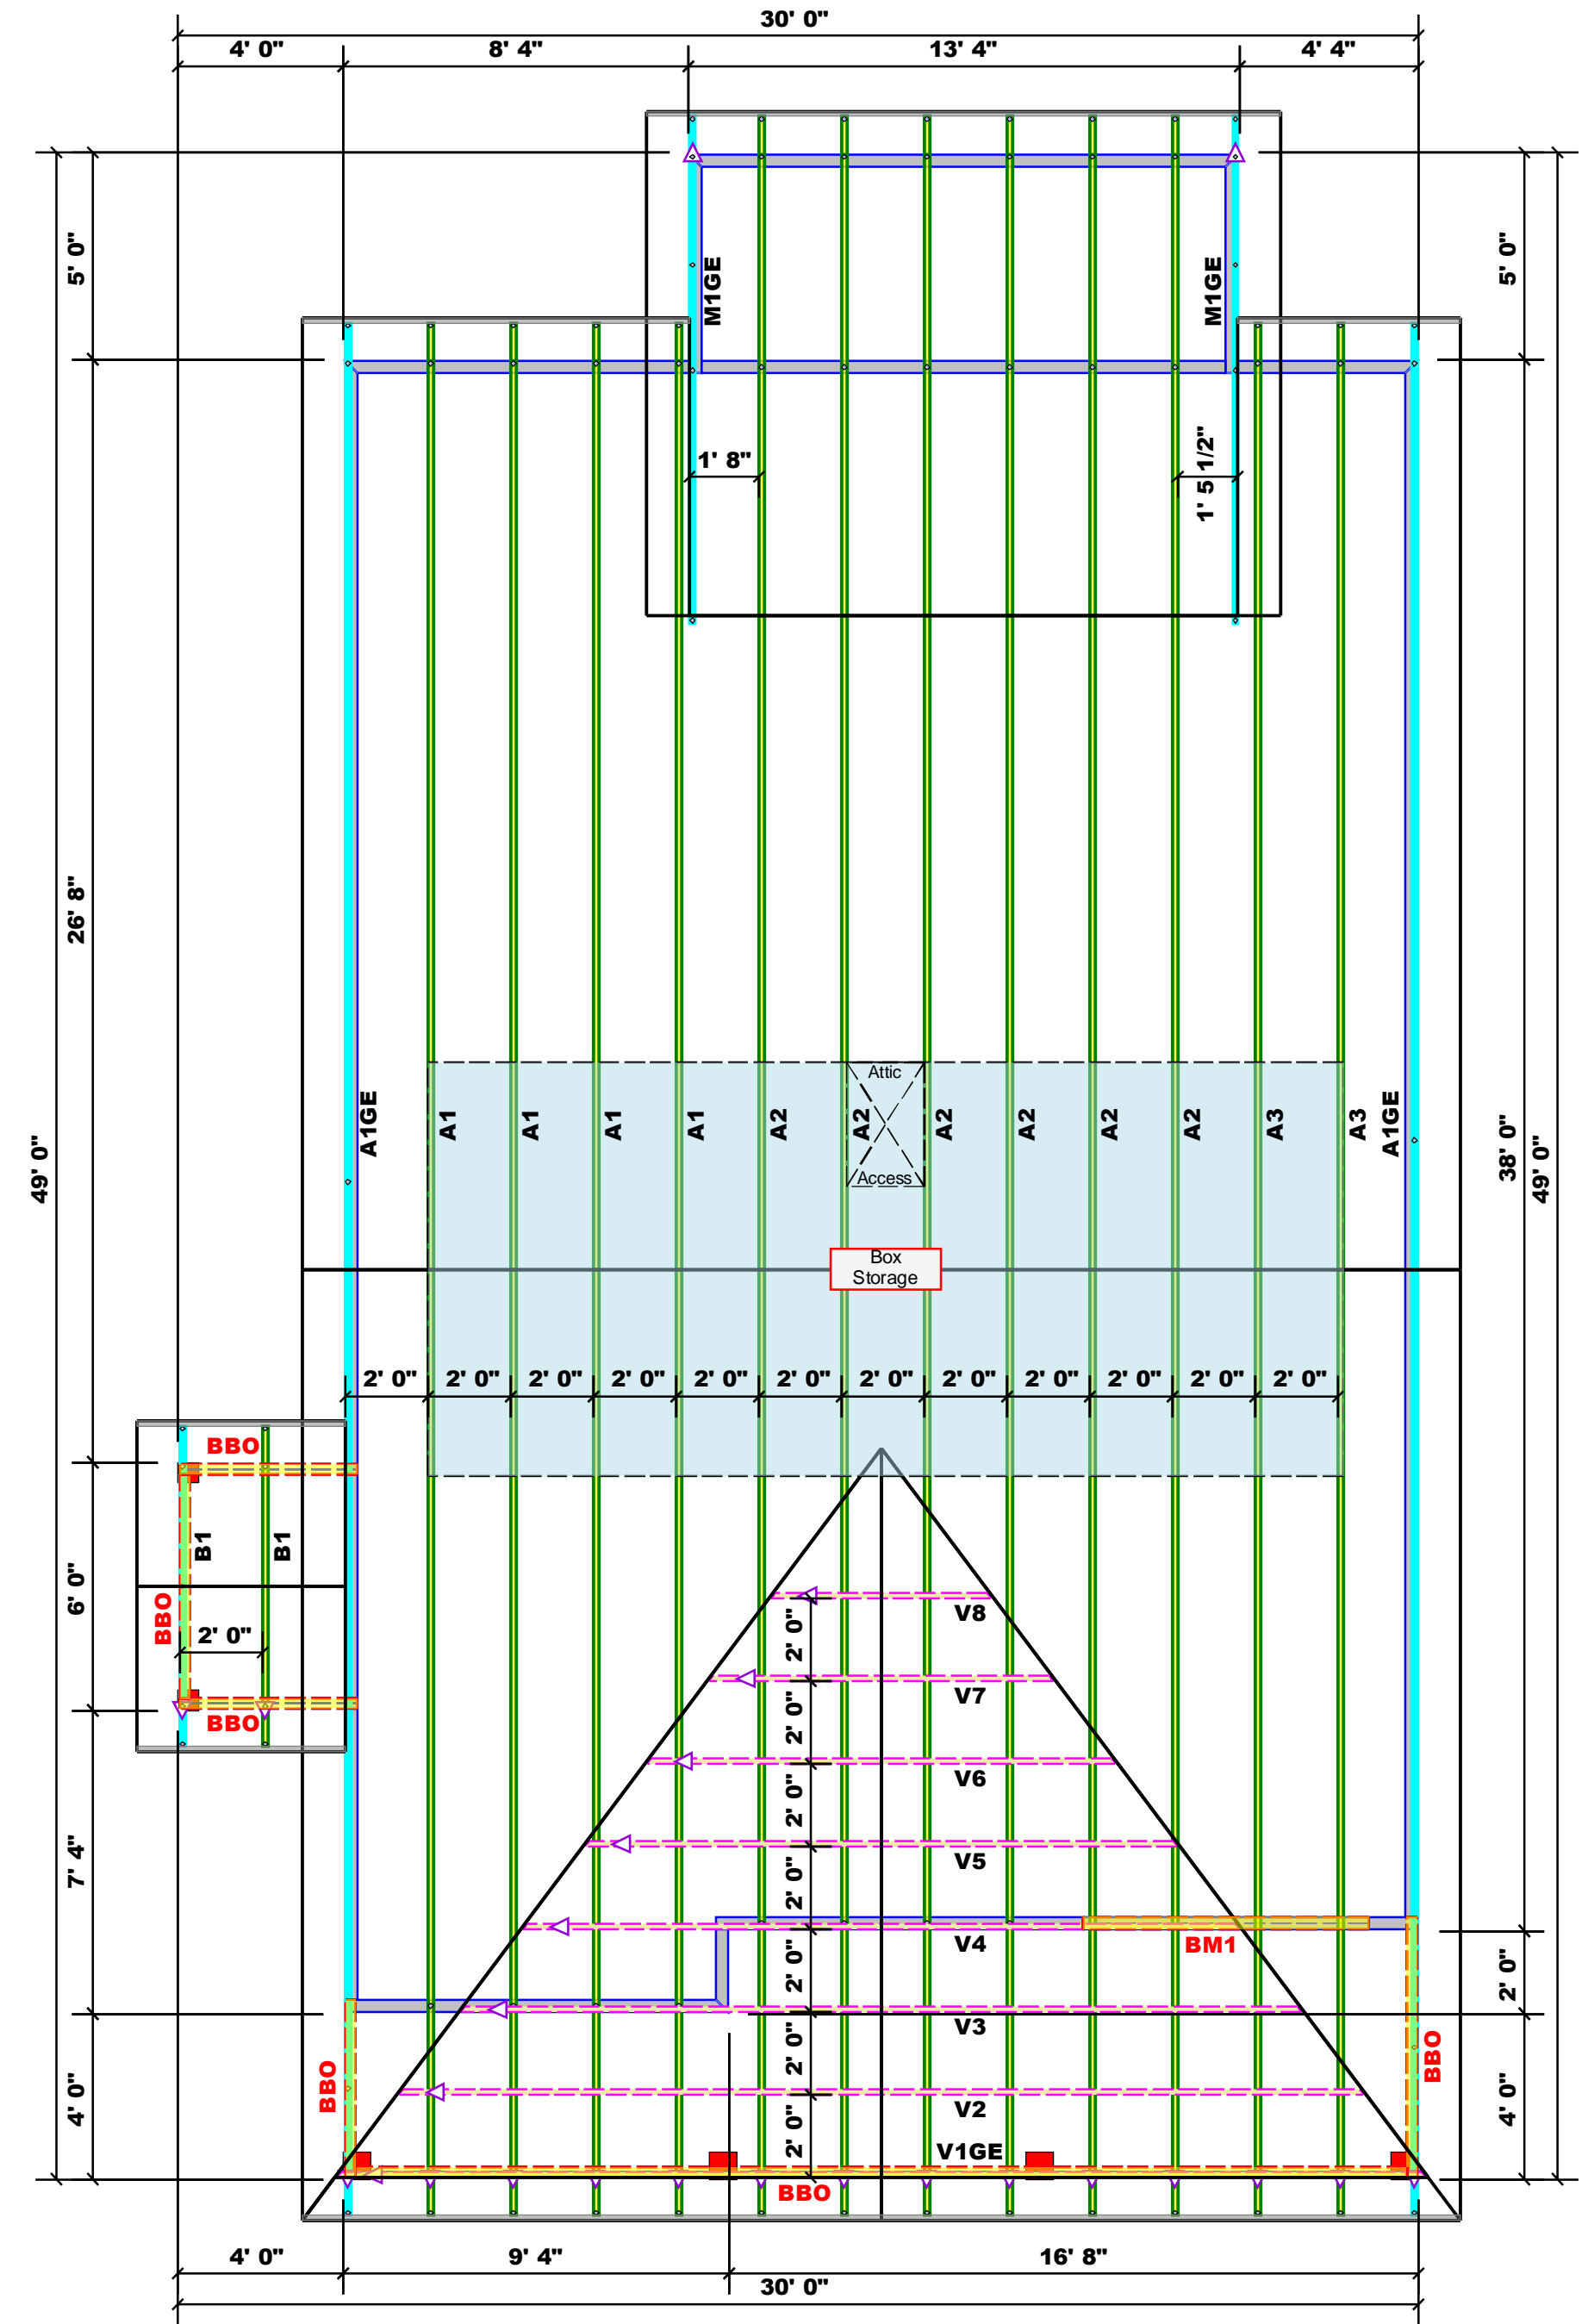 30' 0"
4' 0"
8' 4"
13' 4"
4' 4"
5' 0"
5' 0"
M1GE
M1GE
1' 8"
1' 5 1/2"
26' 8"
49' 0"
38' 0"
49' 0"
Attic
Access
A1GE
A1
A1
A1
A1
A2
A2
A2
A2
A2
A2
A3
A3
A1GE
Box
Storage
2' 0"
2' 0"
2' 0"
2' 0"
2' 0"
2' 0"
2' 0"
2' 0"
2' 0"
2' 0"
2' 0"
2' 0"
BBO
B1
B1
BBO
2' 0"
BBO
6' 0"
7' 4"
4' 0"
V8
2' 0"
V7
2' 0"
V6
2' 0"
V5
2' 0"
V4
BM1
2' 0"
2' 0"
V3
2' 0"
BBO
BBO
4' 0"
V2
2' 0"
V1GE
BBO
4' 0"
9' 4"
16' 8"
30' 0"